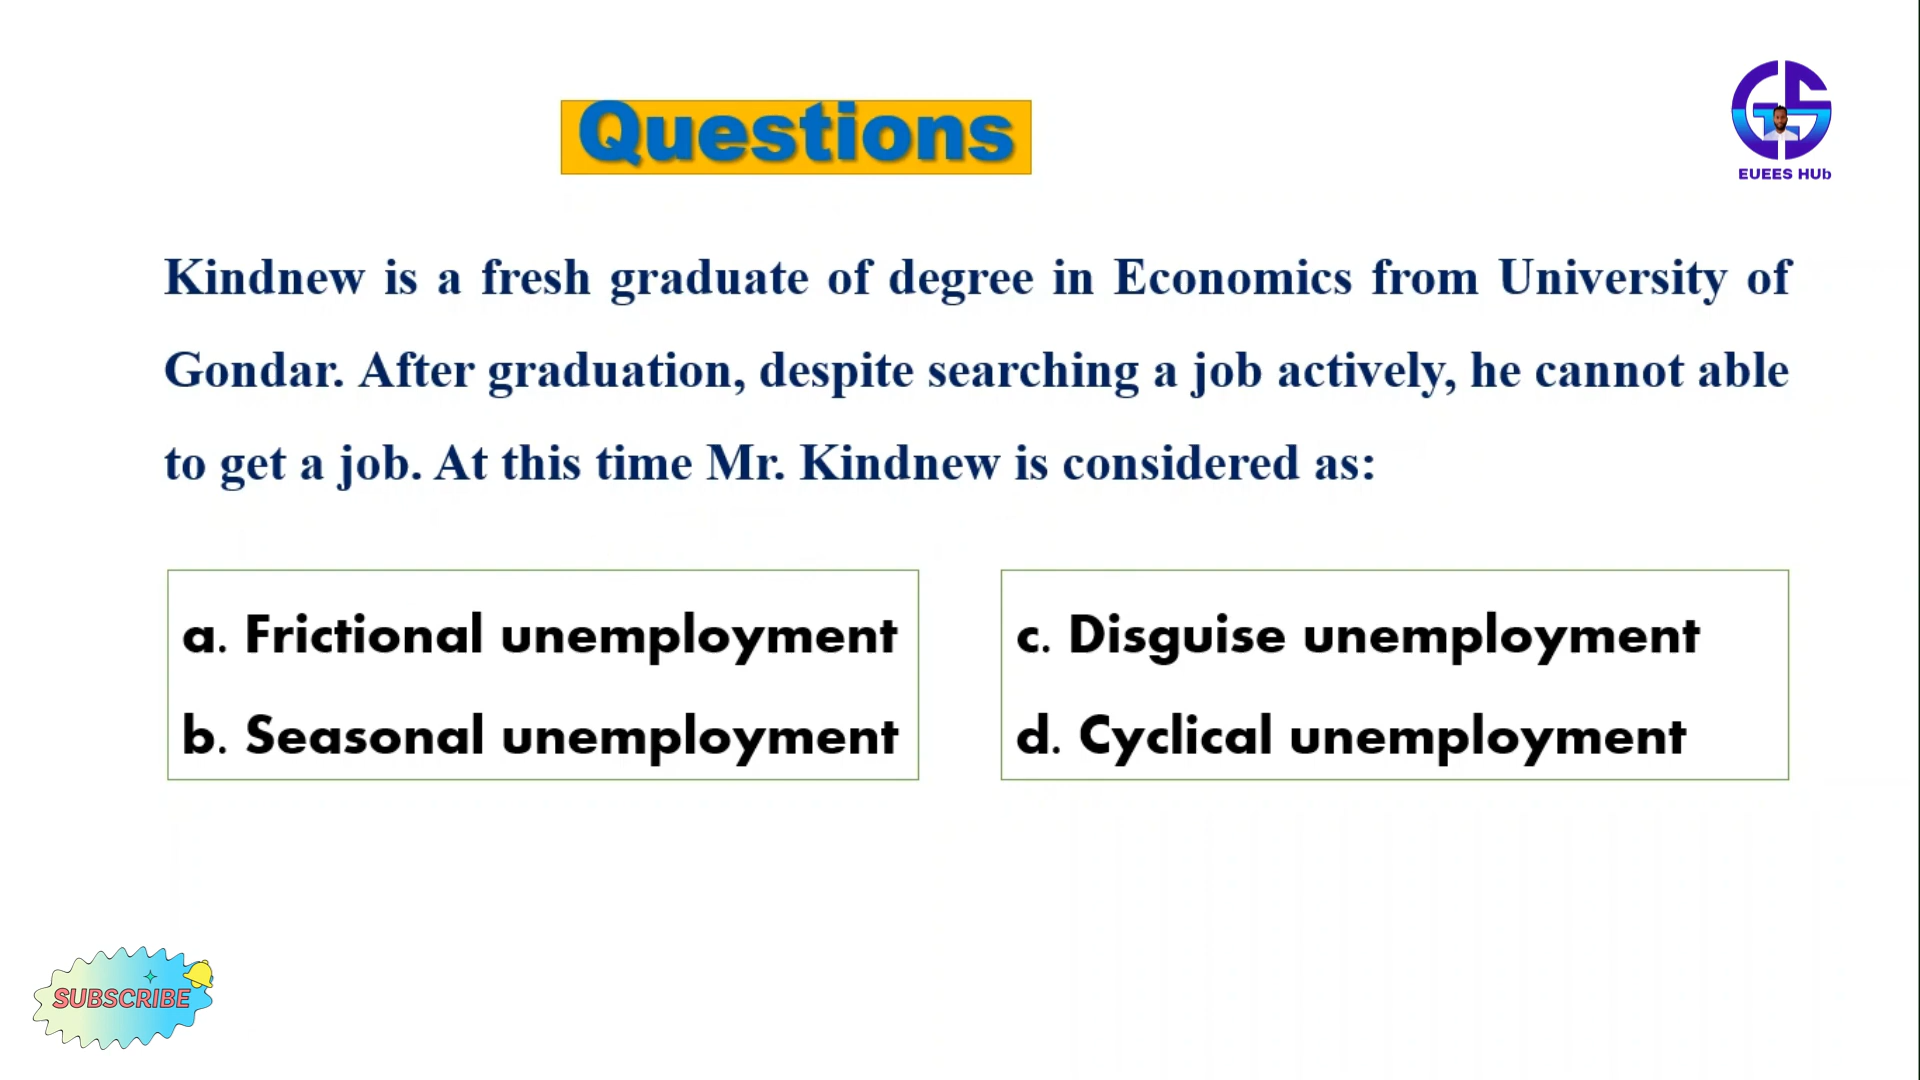 Questions
EUEES HUb
Kindnew is a fresh graduate of degree in Economics from University of
Gondar. After graduation, despite searching a job actively, he cannot able
to get a job. At this time Mr. Kindnew is considered as:
a. Frictional unemployment
b. Seasonal unemployment
c. Disguise unemployment
d. Cyclical unemployment
SUBSCRIBE